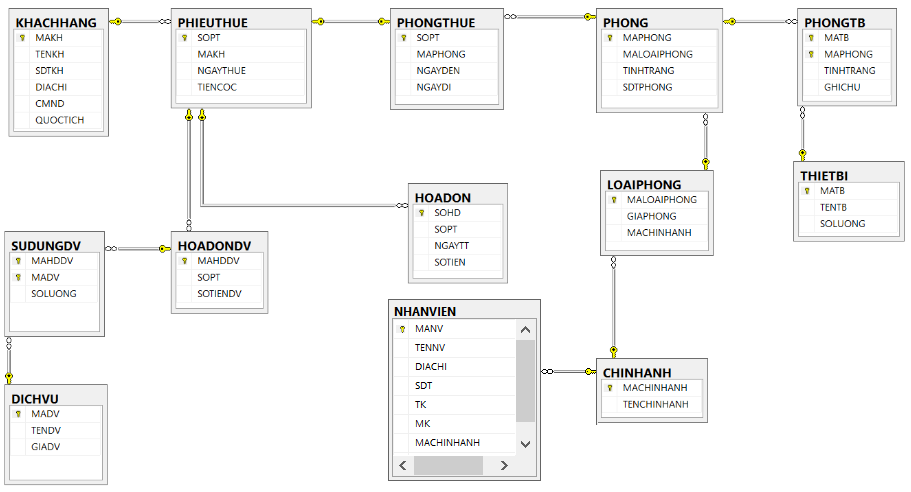 KHACHHANG
MAKH
TENKH
SDTKH
DIACHI
CMND
QUOCTICH
PHIEUTHUE
SOPT
MAKH
NGAYTHUE
TIENCOC
PHONGTHUE
SOPT
MAPHONG
NGAYDEN
NGAYDI
PHONG
MAPHONG
MALOAIPHONG
TINHTRANG
SDTPHONG
PHONGTB
MATB
MAPHONG
TINHTRANG
GHICHU
THIETBI
MATB
TENTB
SOLUONG
LOAIPHONG
MALOAIPHONG
GIAPHONG
MACHINHANH
HOADON
SOHD
SOPT
NGAYTT
SOTIEN
SUDUNGDV
MAHDDV
MADV
SOLUONG
HOADONDV
MAHDDV
SOPT
SOTIENDV
NHANVIEN
MANV
TENNV
DIACHI
SDT
TK
MK
MACHINHANH
CHINHANH
MACHINHANH
TENCHINHANH
DICHVU
MADV
TENDV
GIADV